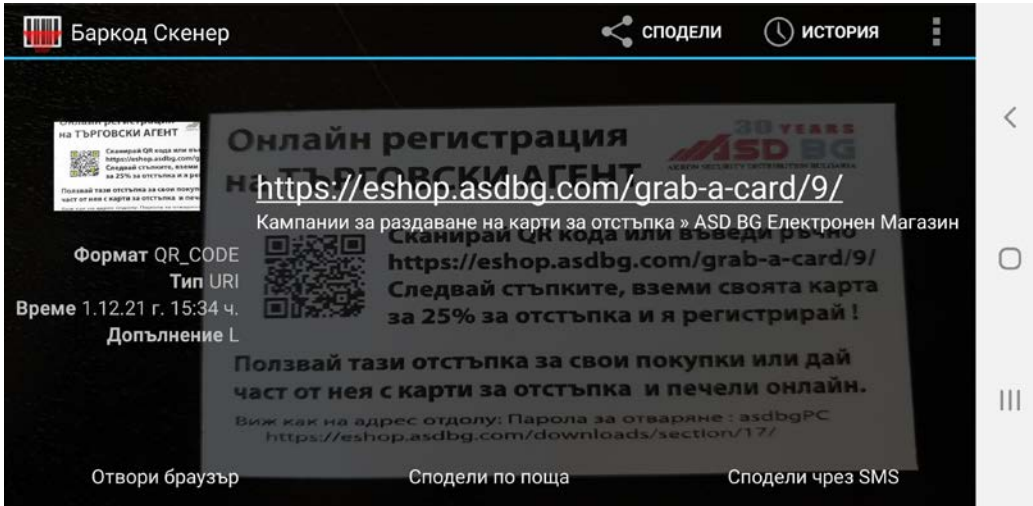 Баркод Скенер
СПОДЕЛИ
ИСТОРИЯ
Онлайн регистрация
на ТЪРГОВСКИ АГЕНТ
30 YEARS
ASD BG
https://eshop.asdbg.com/grab-a-card/9/
Кампании за раздаване на карти за отстъпка » ASD BG Електронен Магазин
на ТЪРГОВСКИ АГЕНТ
Сканирай QR кода или въведи ръчно
https://eshop.asdbg.com/grab-a-card/9/
Следвай стъпките, вземи своята карта
за 25% за отстъпка и я регистрирай !
Формат QR_CODE
Тип URI
Време 1.12.21 г. 15:34 ч.
Допълнение L
Ползвай тази отстъпка за свои покупки или дай
част от нея с карти за отстъпка и печели онлайн.
Виж как на адрес отдолу: Парола за отваряне : asdbgPC
https://eshop.asdbg.com/downloads/section/17/
Отвори браузър
Сподели по поща
Сподели чрез SMS